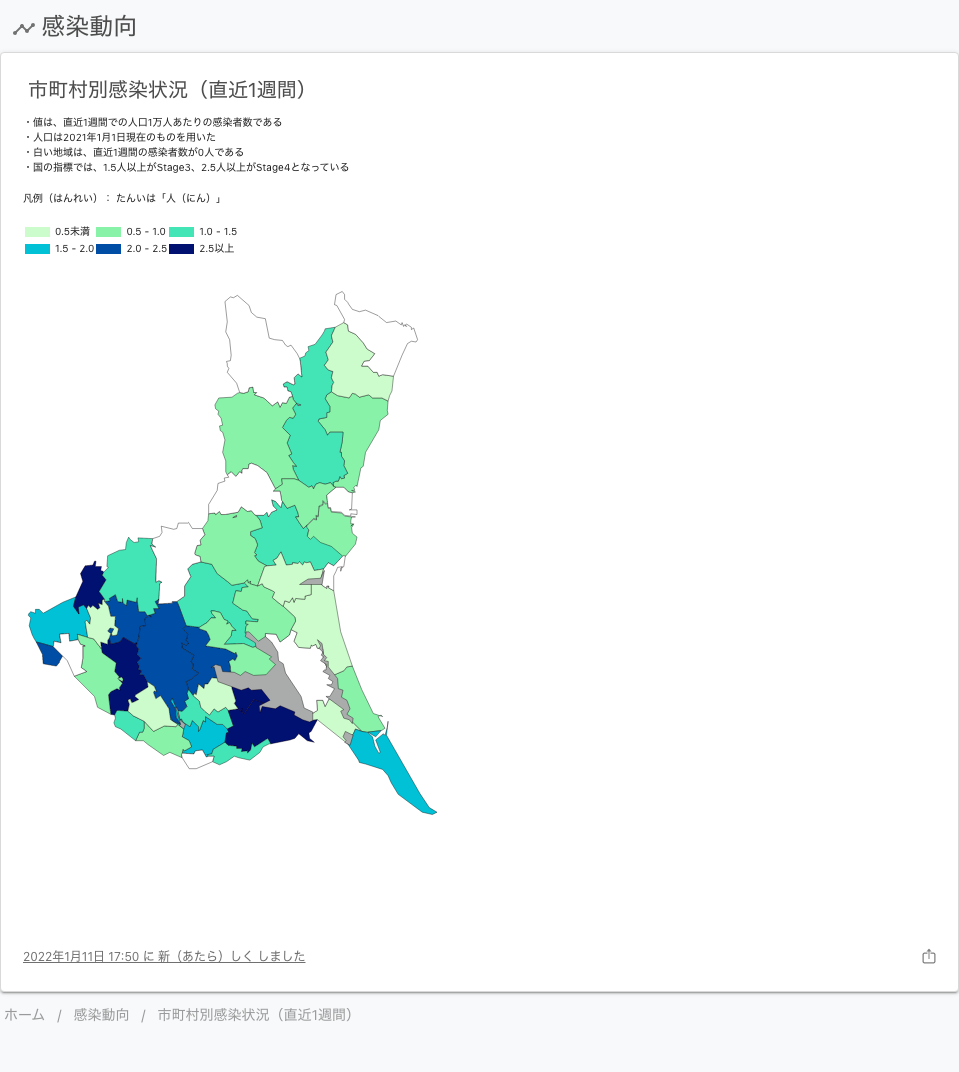 感染動向
市町村別感染状況（直近1週間）
・値は、直近1週間での人口1万人あたりの感染者数である
・人口は2021年1月1日現在のものを用いた
・白い地域は、直近1週間の感染者数が0人である
・国の指標では、1.5人以上がStage3、2.5人以上がStage4となっている
凡例（はんれい）： たんいは「人（にん）」
0.5未満 0.5 - 1.0 1.0 - 1.5
1.5 - 2.0 2.0 - 2.5 2.5以上
2022年1月11日 17:50 に 新（あたら）しく しました
ホーム / 感染動向 / 市町村別感染状況（直近1週間）